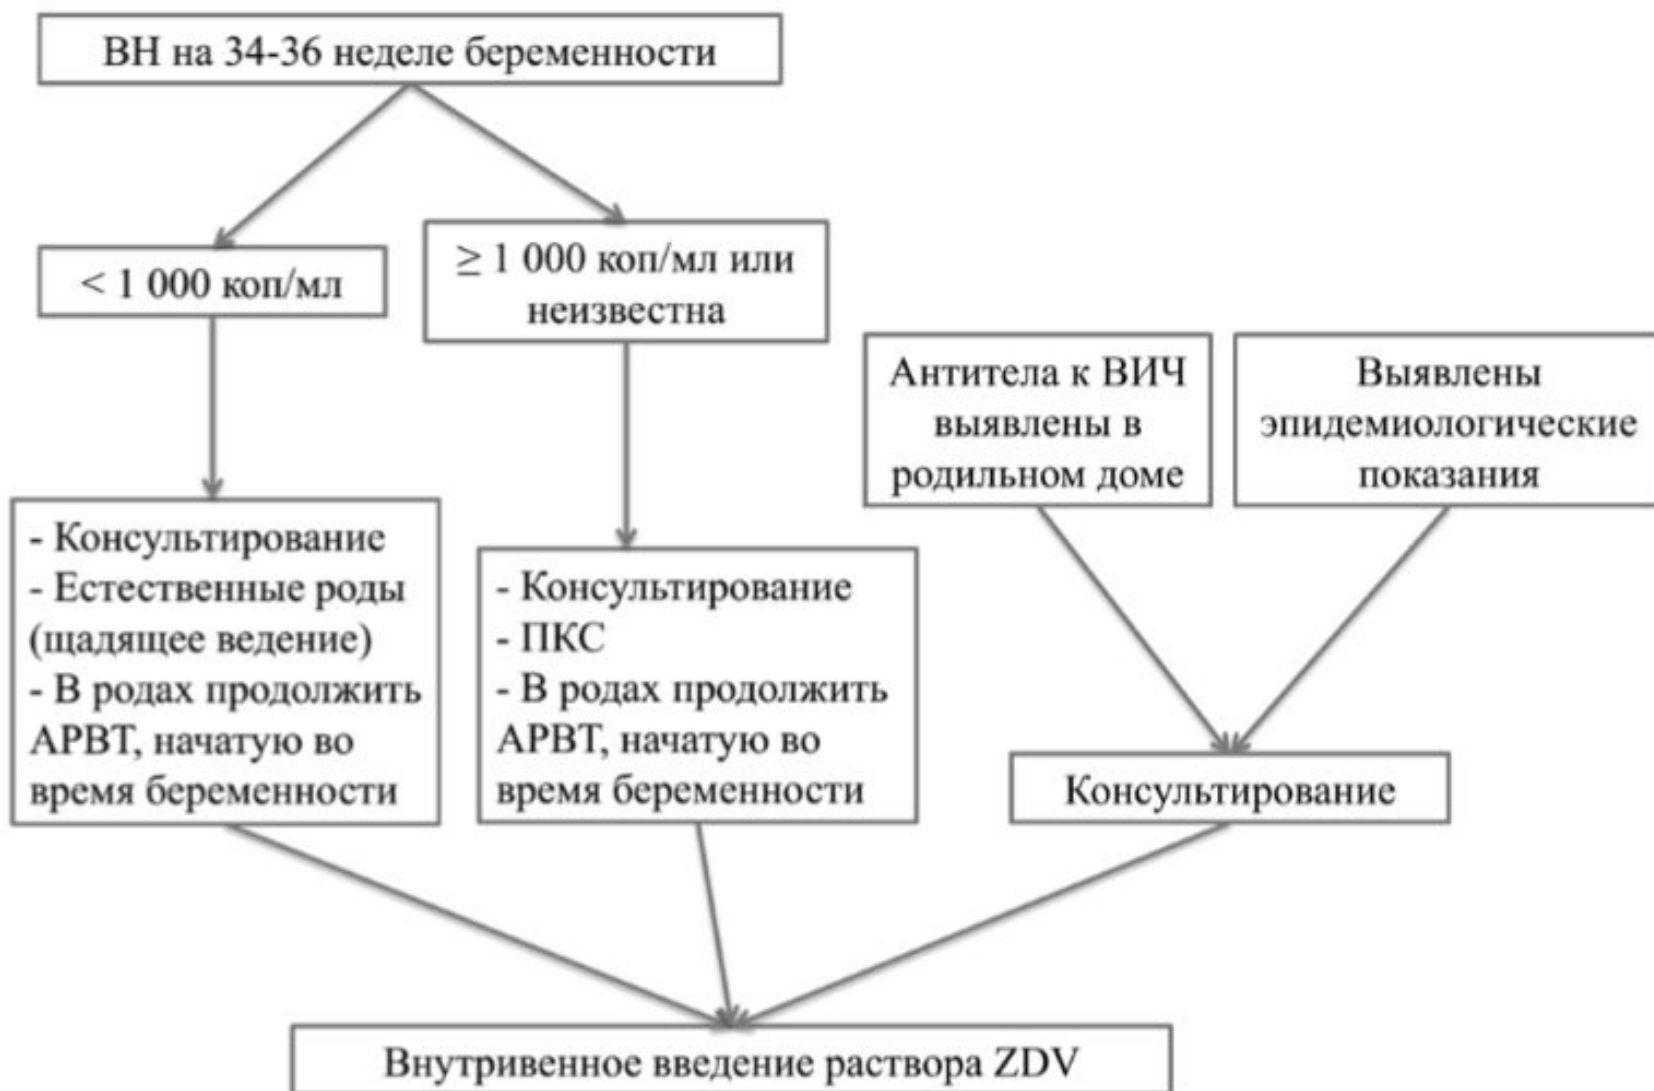 ВН на 34-36 неделе беременности
< 1 000 коп/мл
≥ 1 000 коп/мл или
неизвестна
Антитела к ВИЧ
выявлены в
родильном доме
Выявлены
эпидемиологические
показания
- Консультирование
- Естественные роды
(щадящее ведение)
- В родах продолжить
АРВТ, начатую во
время беременности
- Консультирование
- ПКС
- В родах продолжить
АРВТ, начатую во
время беременности
Консультирование
Внутривенное введение раствора ZDV